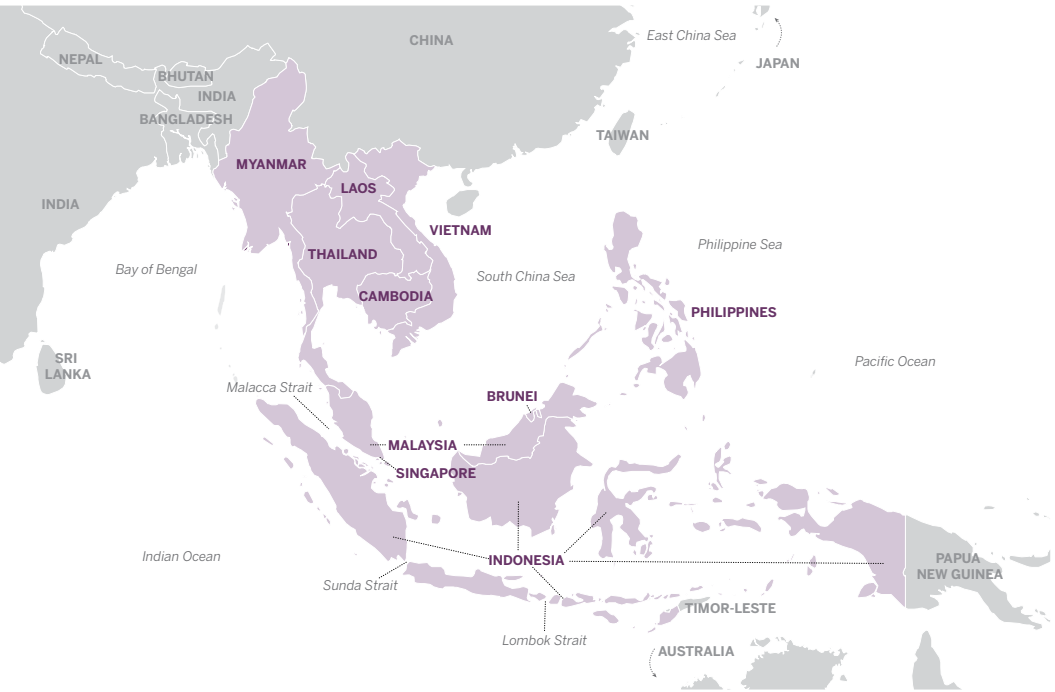 CHINA
East China Sea
NEPAL
JAPAN
BHUTAN
INDIA
BANGLADESH
TAIWAN
MYANMAR
LAOS
INDIA
VIETNAM
Philippine Sea
THAILAND
Bay of Bengal
South China Sea
CAMBODIA
PHILIPPINES
SRI
LANKA
Pacific Ocean
Malacca Strait
BRUNEI
MALAYSIA
SINGAPORE
Indian Ocean
INDONESIA
PAPUA
NEW GUINEA
Sunda Strait
TIMOR-LESTE
Lombok Strait
AUSTRALIA